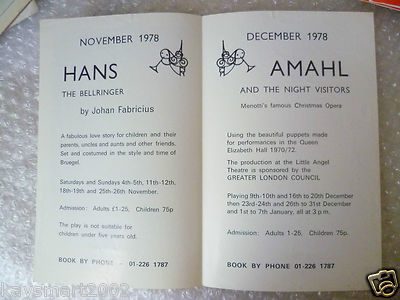 NOVEMBER 1978
HANS
THE BELLRINGER
by Johan Fabricius
A fabulous love story for children and their
parents, uncles and aunts and other friends.
Set and costumed in the style and time of
Bruegel.
Saturdays and Sundays 4th-5th, 11th-12th,
18th-19th and 25th-26th November.
Admission: Adults £1-25, Children 75p.
The play is not suitable for
children under five years old.
BOOK BY PHONE - 01-226 1787
DECEMBER 1978
AMAHL
AND THE NIGHT VISITORS
Menotti's famous Christmas Opera
Using the beautiful puppets made
for performances in the Queen
Elizabeth Hall 1970/72.
The production at the Little Angel
Theatre is sponsored by the
GREATER LONDON COUNCIL
Playing 9th-10th and 16th to 20th December
then 23rd-24th and 26th to 31st December
and 1st to 7th January, all at 3 p.m.
Admission: Adults 1-25, Children 75p.
BOOK BY PHONE 01-226 1787
kaysmart2003